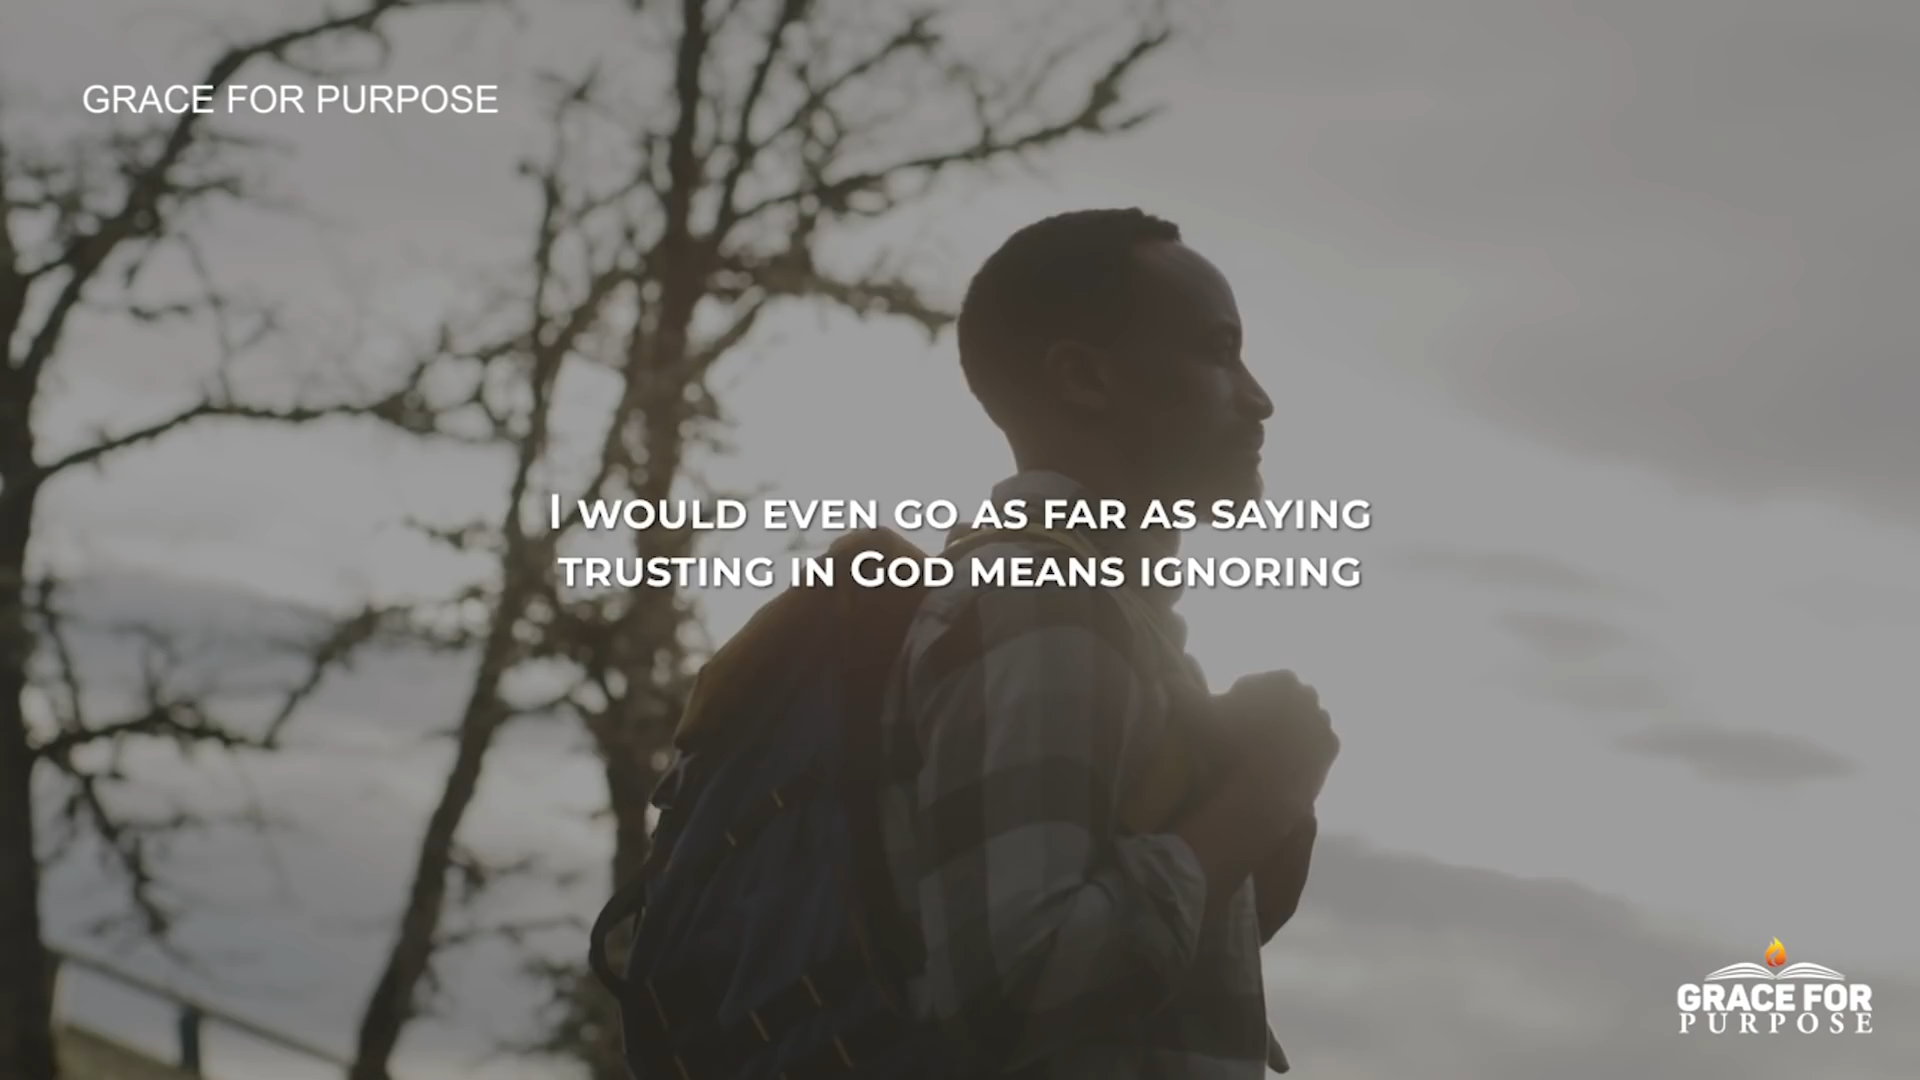 GRACE FOR PURPOSE
I WOULD EVEN GO AS FAR AS SAYING
TRUSTING IN GOD MEANS IGNORING
GRACE FOR
PURPOSE